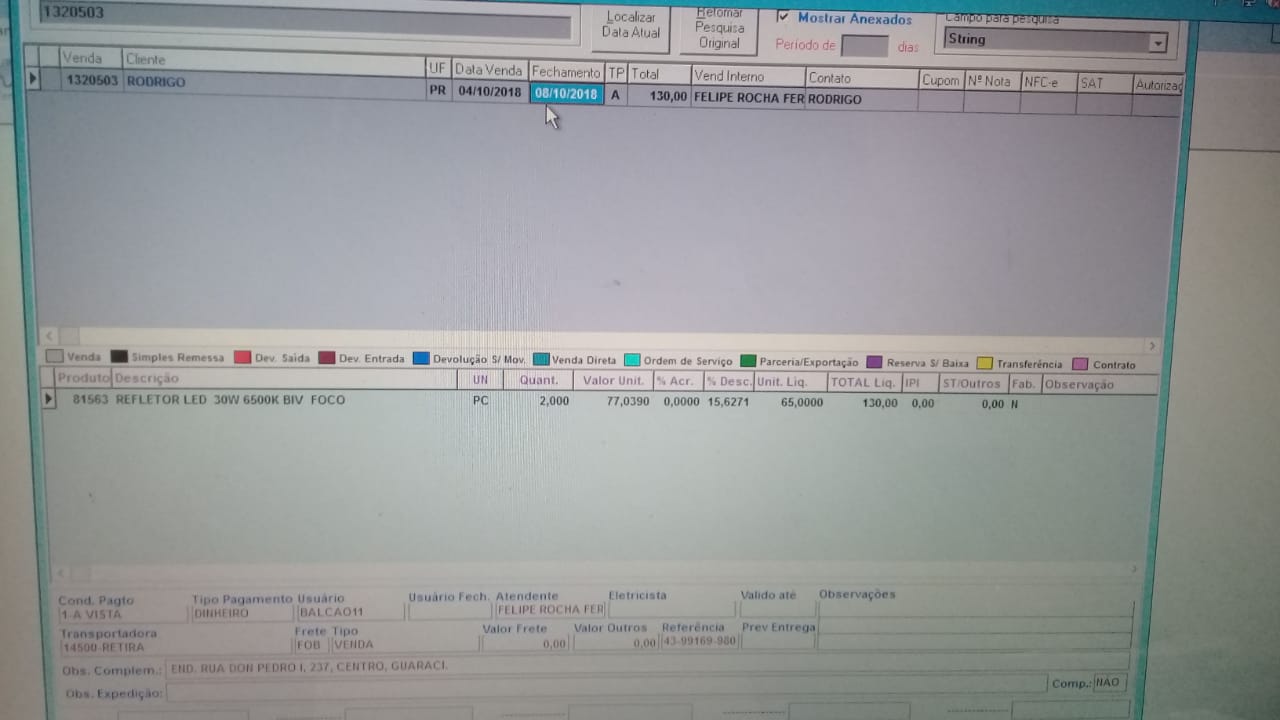 1320503
Localizar
Data Atual
Retomar
Pesquisa
Original
Mostrar Anexados
Período de dias
Campo para pesquisa
String
Venda Cliente UF Data Venda Fechamento TP Total Vend Interno Contato Cupom Nº Nota NFC-e SAT Autorizaç
1320503 RODRIGO PR 04/10/2018 08/10/2018 A 130,00 FELIPE ROCHA FER RODRIGO
Venda Simples Remessa Dev. Saida Dev. Entrada Devolução S/ Mov. Venda Direta Ordem de Serviço Parceria/Exportação Reserva S/ Baixa Transferência Contrato
Produto Descrição UN Quant. Valor Unit. % Acr. % Desc. Unit. Liq. TOTAL Liq. IPI ST/Outros Fab. Observação
81563 REFLETOR LED 30W 6500K BIV FOCO PC 2,000 77,0390 0,0000 15,6271 65,0000 130,00 0,00 0,00 N
Cond. Pagto Tipo Pagamento Usuário Usuário Fech. Atendente Eletricista Valido até Observações
1-A VISTA DINHEIRO BALCAO11 FELIPE ROCHA FER
Transportadora Frete Tipo Valor Frete Valor Outros Referência Prev Entrega
14500-RETIRA FOB VENDA 0,00 0,00 43-99169-980
Obs. Complem.: END. RUA DON PEDRO I, 237, CENTRO, GUARACI.
Obs. Expedição: Comp.: NÃO